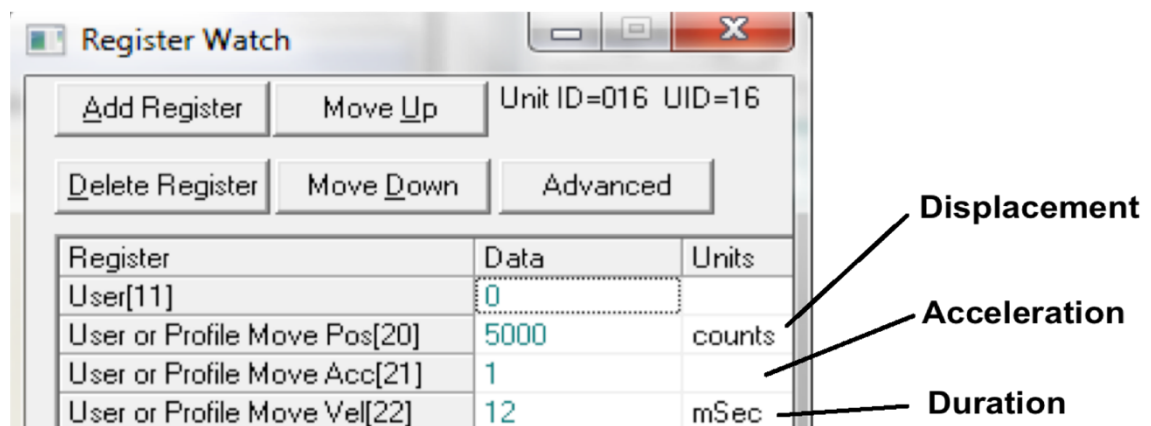 Register Watch
Add Register Move Up Unit ID=016 UID=16
Delete Register Move Down Advanced
Displacement
Register Data Units
User[11] 0
Acceleration
User or Profile Move Pos[20] 5000 counts
User or Profile Move Acc[21] 1
User or Profile Move Vel[22] 12 mSec
Duration